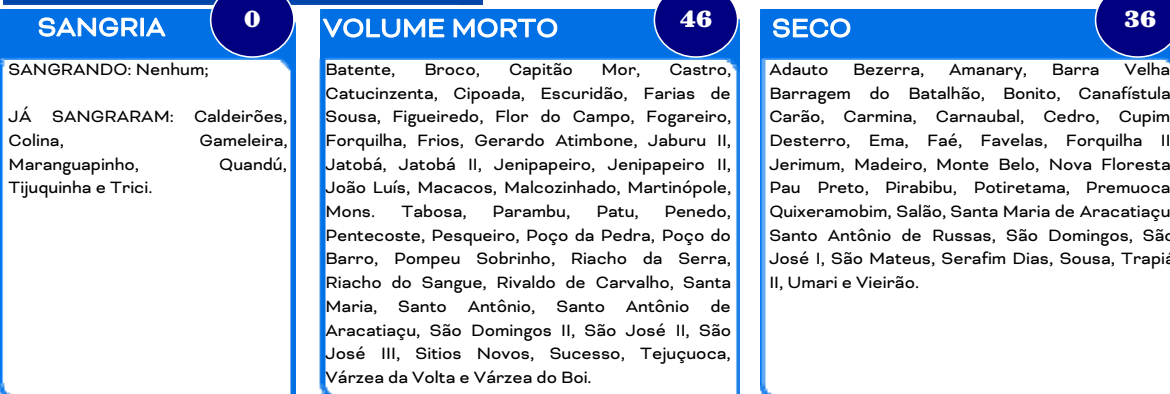 SANGRIA
0
SANGRANDO: Nenhum;
JÁ SANGRARAM: Caldeirões,
Colina, Gameleira,
Maranguapinho, Quandú,
Tijuquinha e Trici.
VOLUME MORTO
46
Batente, Broco, Capitão Mor, Castro,
Catucinzenta, Cipoada, Escuridão, Farias de
Sousa, Figueiredo, Flor do Campo, Fogareiro,
Forquilha, Frios, Gerardo Atimbone, Jaburu II,
Jatobá, Jatobá II, Jenipapeiro, Jenipapeiro II,
João Luís, Macacos, Malcozinhado, Martinópole,
Mons. Tabosa, Parambu, Patu, Penedo,
Pentecoste, Pesqueiro, Poço da Pedra, Poço do
Barro, Pompeu Sobrinho, Riacho da Serra,
Riacho do Sangue, Rivaldo de Carvalho, Santa
Maria, Santo Antônio, Santo Antônio de
Aracatiaçu, São Domingos II, São José II, São
José III, Sitios Novos, Sucesso, Tejuçuoca,
Várzea da Volta e Várzea do Boi.
SECO
36
Adauto Bezerra, Amanary, Barra Velha
Barragem do Batalhão, Bonito, Canafístula
Carão, Carmina, Carnaubal, Cedro, Cupim
Desterro, Ema, Faé, Favelas, Forquilha II
Jerimum, Madeiro, Monte Belo, Nova Floresta
Pau Preto, Pirabibu, Potiretama, Premuoca
Quixeramobim, Salão, Santa Maria de Aracatiaçu
Santo Antônio de Russas, São Domingos, São
José I, São Mateus, Serafim Dias, Sousa, Trapiá
II, Umari e Vieirão.